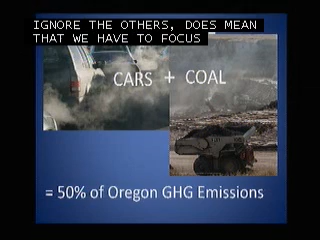 IGNORE THE OTHERS, DOES MEAN
THAT WE HAVE TO FOCUS
CARS + COAL
= 50% of Oregon GHG Emissions